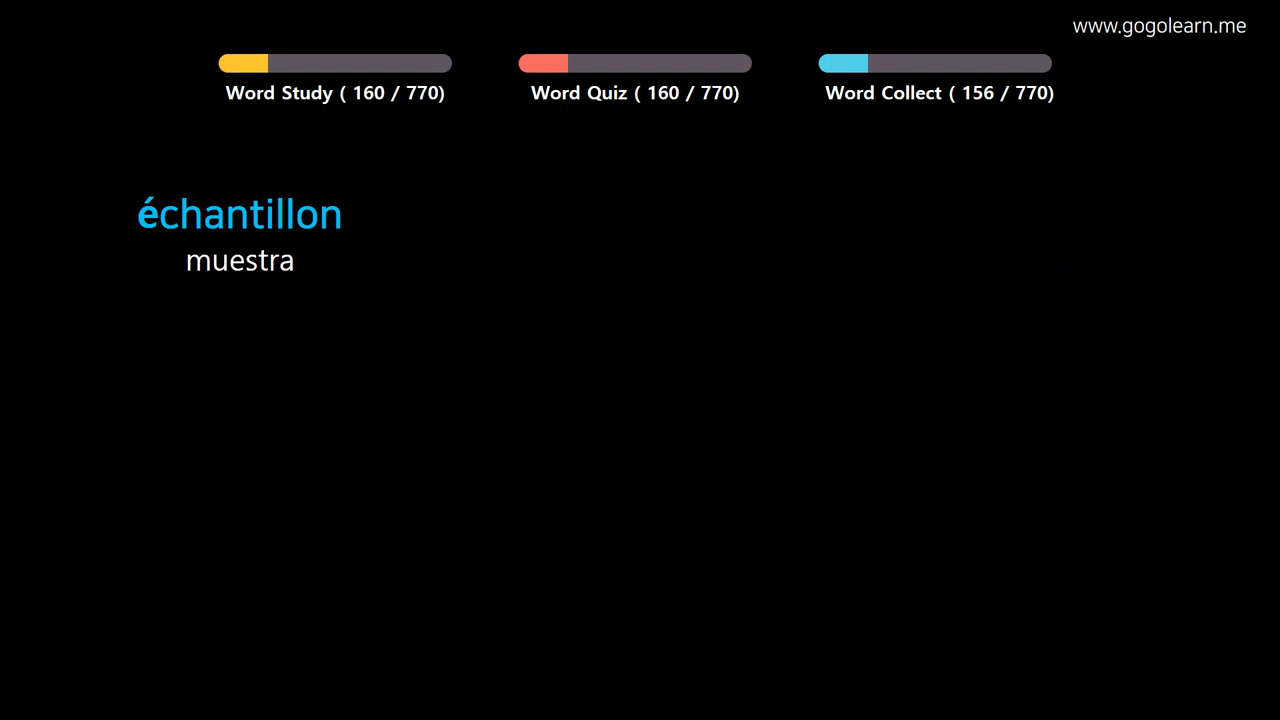 www.gogolearn.me
Word Study ( 160 / 770)
Word Quiz ( 160 / 770)
Word Collect ( 156 / 770)
échantillon
muestra